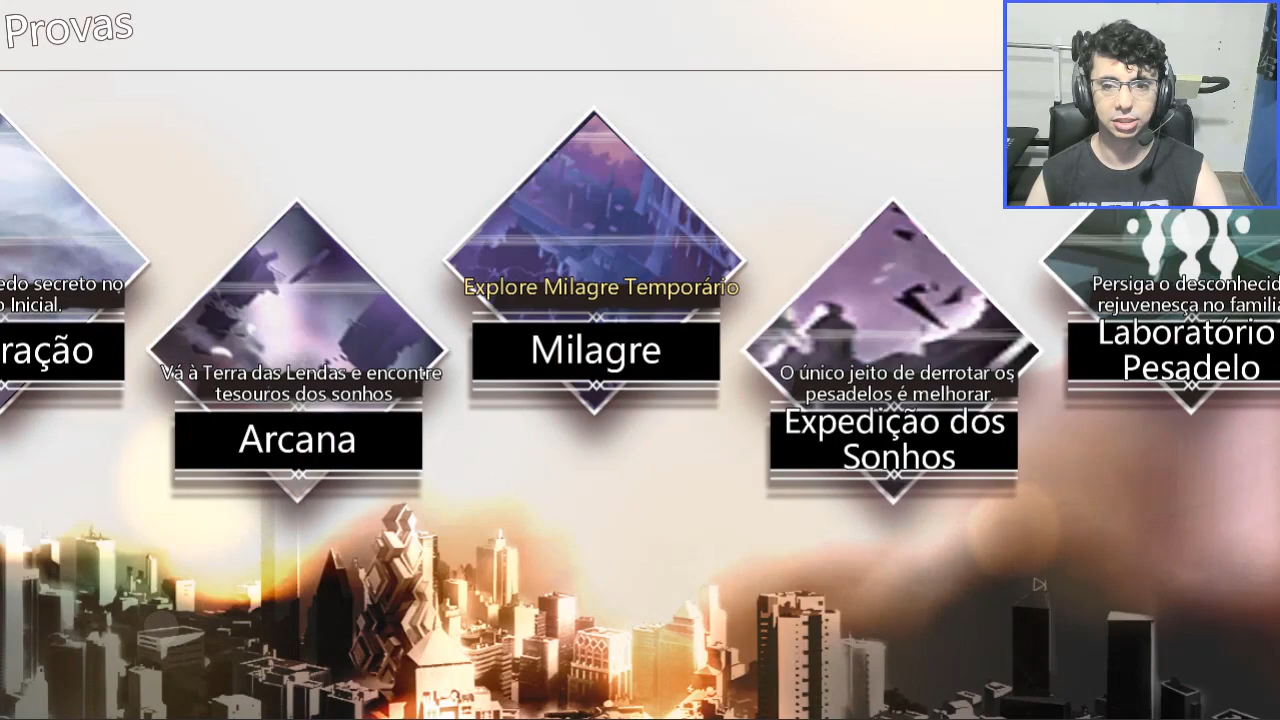 Provas
edo secreto no
o Inicial.
ração
Vá à Terra das Lendas e encontre
tesouros dos sonhos
Arcana
Explore Milagre Temporário
Milagre
O único jeito de derrotar os
pesadelos é melhorar.
Expedição dos
Sonhos
Persiga o desconhecid
rejuvenesça no famili
Laboratório
Pesadelo